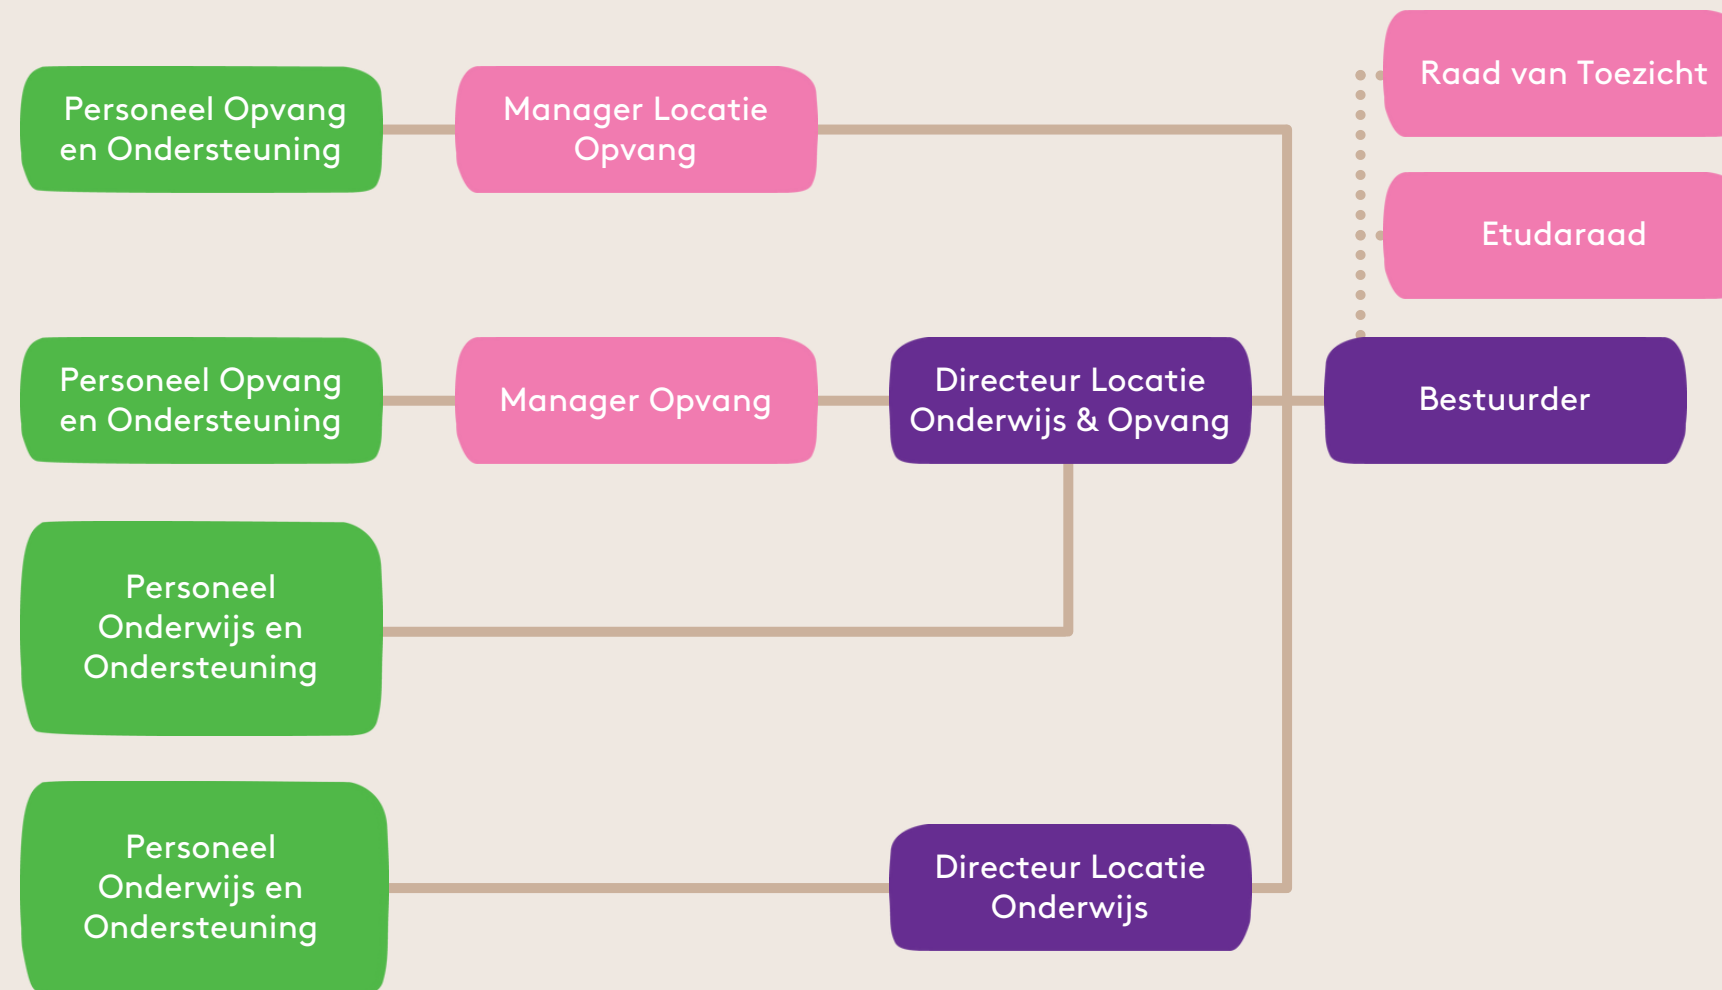 Raad van Toezicht
Personeel Opvang
en Ondersteuning
Manager Locatie
Opvang
Etudaraad
Personeel Opvang
en Ondersteuning
Manager Opvang
Directeur Locatie
Onderwijs & Opvang
Bestuurder
Personeel
Onderwijs en
Ondersteuning
Personeel
Onderwijs en
Ondersteuning
Directeur Locatie
Onderwijs